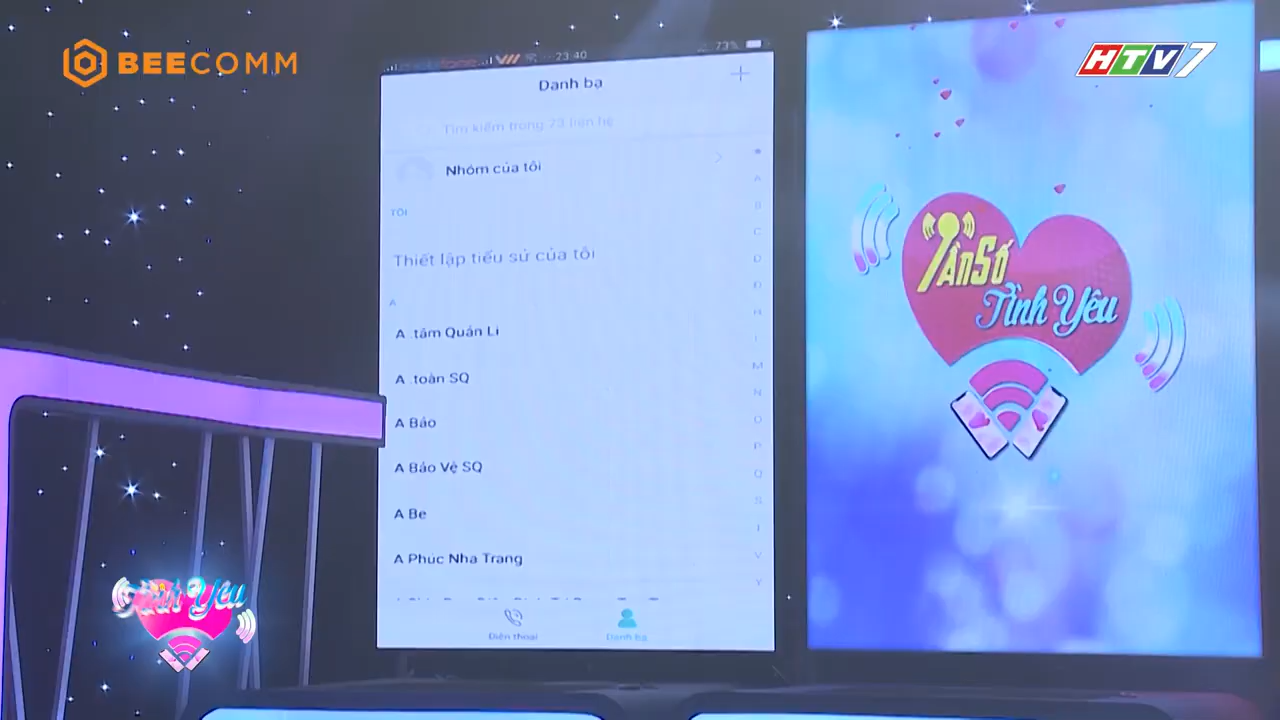 BEECOMM
HTV7
23:40
73%
Danh bạ
Tìm kiếm trong 73 liên hệ
Nhóm của tôi
TÔI
Thiết lập tiểu sử của tôi
A
A .tâm Quản Lí
A .toàn SQ
A Bảo
A Bảo Vệ SQ
A Be
A Phúc Nha Trang
Điện thoại
Danh bạ
A
B
C
D
Đ
H
I
M
N
O
P
Q
S
T
V
Y
Tần Số
Tình Yêu
Tình Yêu